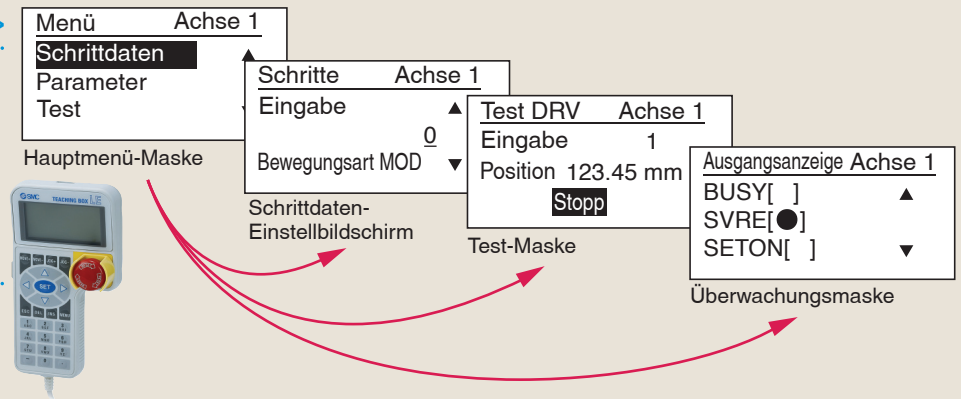 Menü Achse 1
Schrittdaten
Parameter
Test
Hauptmenü-Maske
Schritte Achse 1
Eingabe
0
Bewegungsart MOD
Schrittdaten-
Einstellbildschirm
Test DRV Achse 1
Eingabe 1
Position 123.45 mm
Stopp
Test-Maske
Ausgangsanzeige Achse 1
BUSY[ ]
SVRE[●]
SETON[ ]
Überwachungsmaske
SMC TEACHING BOX LE
SET